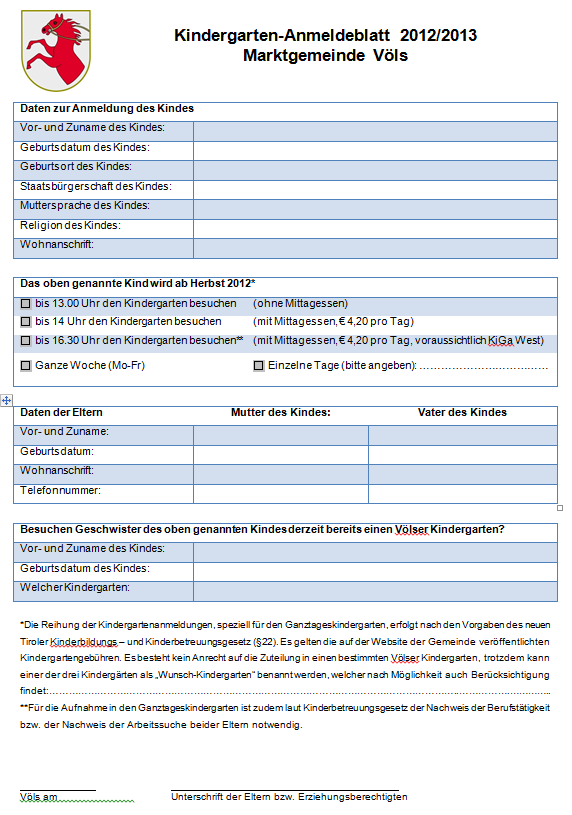 Kindergarten-Anmeldeblatt 2012/2013
Marktgemeinde Völs
Daten zur Anmeldung des Kindes
Vor- und Zuname des Kindes:
Geburtsdatum des Kindes:
Geburtsort des Kindes:
Staatsbürgerschaft des Kindes:
Muttersprache des Kindes:
Religion des Kindes:
Wohnanschrift:
Das oben genannte Kind wird ab Herbst 2012*
bis 13.00 Uhr den Kindergarten besuchen (ohne Mittagessen)
bis 14 Uhr den Kindergarten besuchen (mit Mittagessen, € 4,20 pro Tag)
bis 16.30 Uhr den Kindergarten besuchen** (mit Mittagessen, € 4,20 pro Tag, voraussichtlich KiGa West)
Ganze Woche (Mo-Fr) Einzelne Tage (bitte angeben): ………………………………
Daten der Eltern Mutter des Kindes: Vater des Kindes
Vor- und Zuname:
Geburtsdatum:
Wohnanschrift:
Telefonnummer:
Besuchen Geschwister des oben genannten Kindes derzeit bereits einen Völser Kindergarten?
Vor- und Zuname des Kindes:
Geburtsdatum des Kindes:
Welcher Kindergarten:
*Die Reihung der Kindergartenanmeldungen, speziell für den Ganztageskindergarten, erfolgt nach den Vorgaben des neuen
Tiroler Kinderbildungs – und Kinderbetreuungsgesetz (§22). Es gelten die auf der Website der Gemeinde veröffentlichten
Kindergartengebühren. Es besteht kein Anrecht auf die Zuteilung in einen bestimmten Völser Kindergarten, trotzdem kann
einer der drei Kindergärten als „Wunsch-Kindergarten" benannt werden, welcher nach Möglichkeit auch Berücksichtigung
findet:…………………………………………………………………………………………………………
**Für die Aufnahme in den Ganztageskindergarten ist zudem laut Kinderbetreuungsgesetz der Nachweis der Berufstätigkeit
bzw. der Nachweis der Arbeitssuche beider Eltern notwendig.
Völs am Unterschrift der Eltern bzw. Erziehungsberechtigten